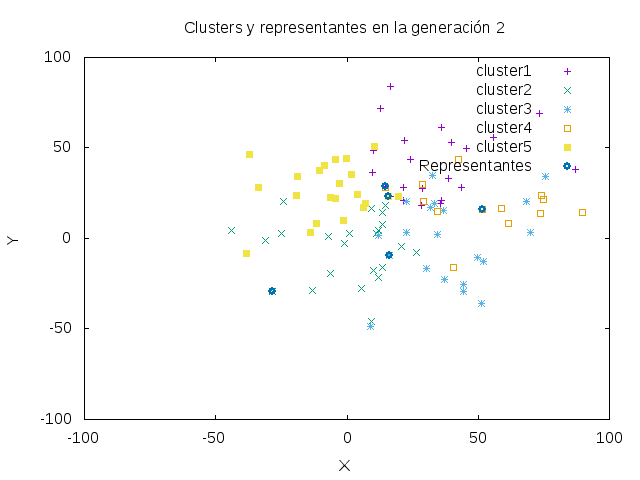 Clusters y representantes en la generación 2
100
cluster1
cluster2
cluster3
cluster4
50
cluster5
Representantes
Y
0
-50
-100
-100 -50 0 50 100
X